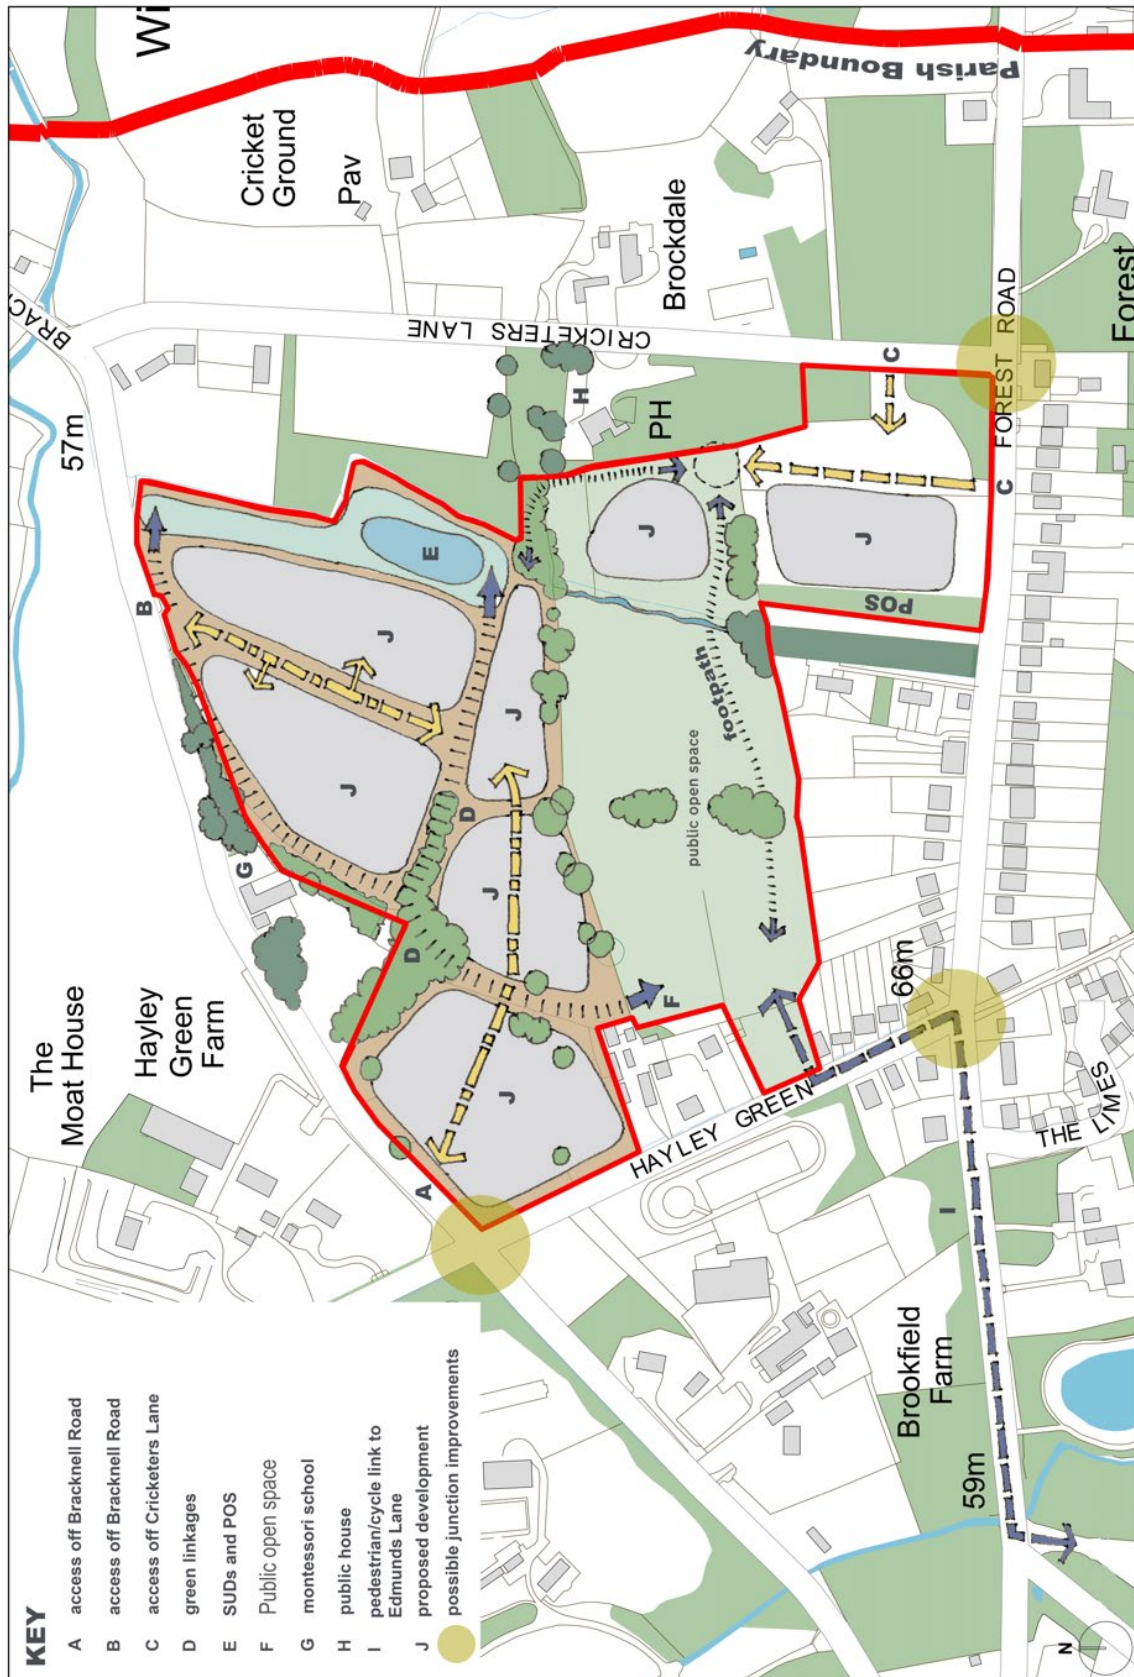 KEY
A access off Bracknell Road
B access off Bracknell Road
C access off Cricketers Lane
D green linkages
E SUDs and POS
F Public open space
G montessori school
H public house
I pedestrian/cycle link to
Edmunds Lane
J proposed development
possible junction improvements
N
The
Moat House
Hayley
Green
Farm
57m
BRAC
Wi
Cricket
Ground
Pav
Brockdale
CRICKETERS LANE
PH
H
Parish Boundary
FOREST ROAD
Forest
A
B
C
C
D
D
E
F
G
I
J
J
J
J
J
J
J
POS
footpath
public open space
HAYLEY GREEN
66m
THE LIMES
Brookfield
Farm
59m